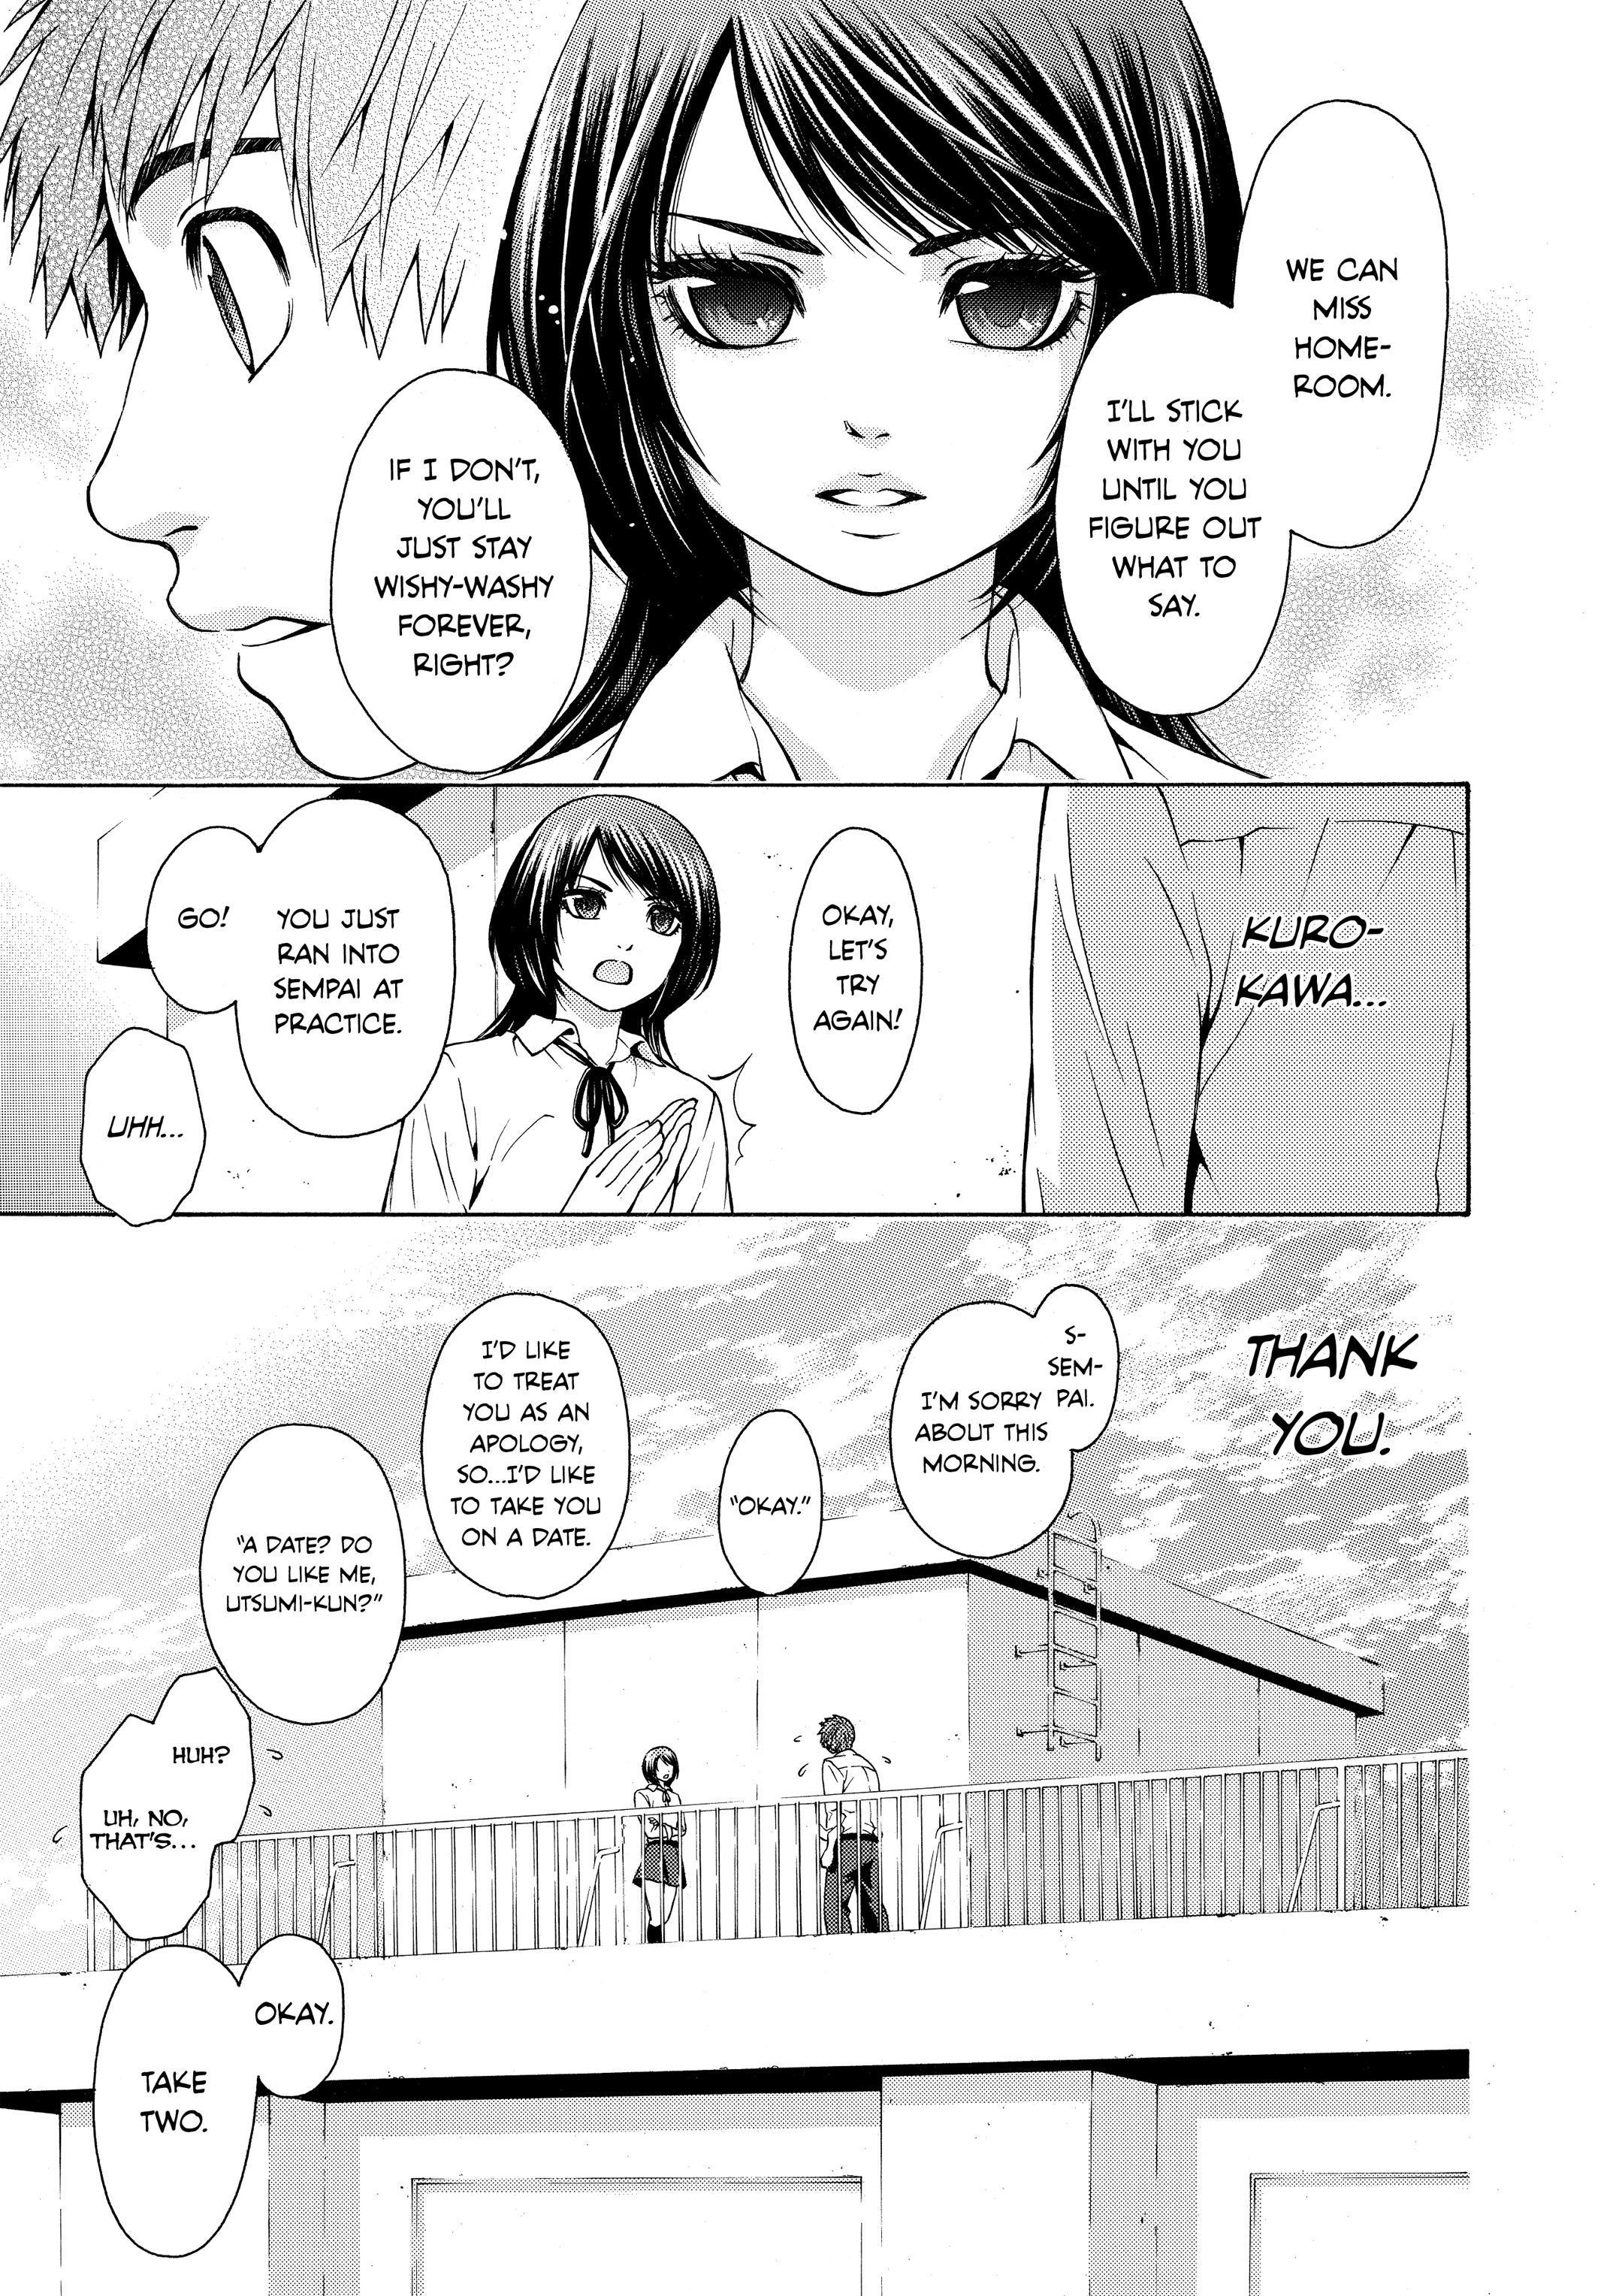 WE CAN
MISS
HOME-
ROOM.
I'LL STICK
WITH YOU
UNTIL YOU
FIGURE OUT
WHAT TO
SAY.
IF I DON'T,
YOU'LL
JUST STAY
WISHY-WASHY
FOREVER,
RIGHT?
KURO-
KAWA...
OKAY,
LET'S
TRY
AGAIN!
YOU JUST
RAN INTO
SEMPAI AT
PRACTICE.
GO!
UHH...
THANK
YOU.
S-
SEM-
PAI.
I'M SORRY
ABOUT THIS
MORNING.
"OKAY."
I'D LIKE
TO TREAT
YOU AS AN
APOLOGY,
SO...I'D LIKE
TO TAKE YOU
ON A DATE.
"A DATE? DO
YOU LIKE ME,
UTSUMI-KUN?"
HUH?
UH, NO,
THAT'S...
OKAY.
TAKE
TWO.